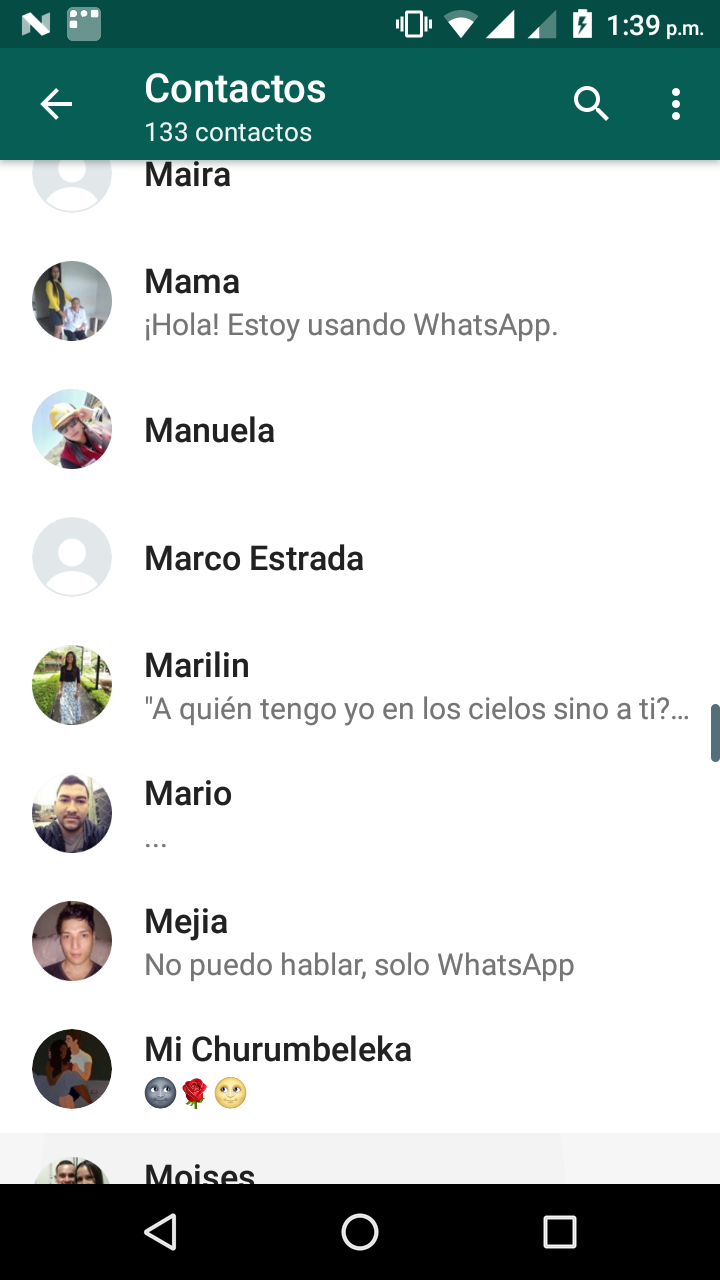 1:39 p.m.
Contactos
133 contactos
Maira
Mama
¡Hola! Estoy usando WhatsApp.
Manuela
Marco Estrada
Marilin
"A quién tengo yo en los cielos sino a ti?...
Mario
...
Mejia
No puedo hablar, solo WhatsApp
Mi Churumbeleka
🌚🌹🌝
Moises